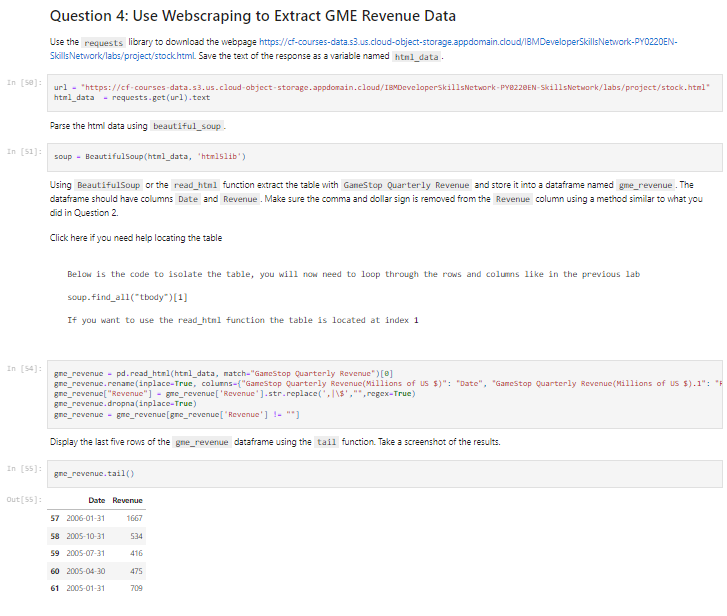 Question 4: Use Webscraping to Extract GME Revenue Data
Use the requests library to download the webpage https://cf-courses-data.s3.us.cloud-object-storage.appdomain.cloud/IBMDeveloperSkillsNetwork-PY0220EN-
SkillsNetwork/labs/project/stock.html. Save the text of the response as a variable named html_data .
In [50]:
url = "https://cf-courses-data.s3.us.cloud-object-storage.appdomain.cloud/IBMDeveloperSkillsNetwork-PY0220EN-SkillsNetwork/labs/project/stock.html"
html_data  = requests.get(url).text
Parse the html data using beautiful_soup .
In [51]:
soup = BeautifulSoup(html_data, 'html5lib')
Using BeautifulSoup or the read_html function extract the table with GameStop Quarterly Revenue and store it into a dataframe named gme_revenue . The
dataframe should have columns Date and Revenue . Make sure the comma and dollar sign is removed from the Revenue column using a method similar to what you
did in Question 2.
Click here if you need help locating the table
Below is the code to isolate the table, you will now need to loop through the rows and columns like in the previous lab
soup.find_all("tbody")[1]
If you want to use the read_html function the table is located at index 1
In [54]:
gme_revenue = pd.read_html(html_data, match="GameStop Quarterly Revenue")[0]
gme_revenue.rename(inplace=True, columns={"GameStop Quarterly Revenue(Millions of US $)": "Date", "GameStop Quarterly Revenue(Millions of US $).1": "
gme_revenue["Revenue"] = gme_revenue['Revenue'].str.replace(',|\$',"",regex=True)
gme_revenue.dropna(inplace=True)
gme_revenue = gme_revenue[gme_revenue['Revenue'] != ""]
Display the last five rows of the gme_revenue dataframe using the tail function. Take a screenshot of the results.
In [55]:
gme_revenue.tail()
Out[55]:
Date Revenue
57 2006-01-31 1667
58 2005-10-31 534
59 2005-07-31 416
60 2005-04-30 475
61 2005-01-31 709